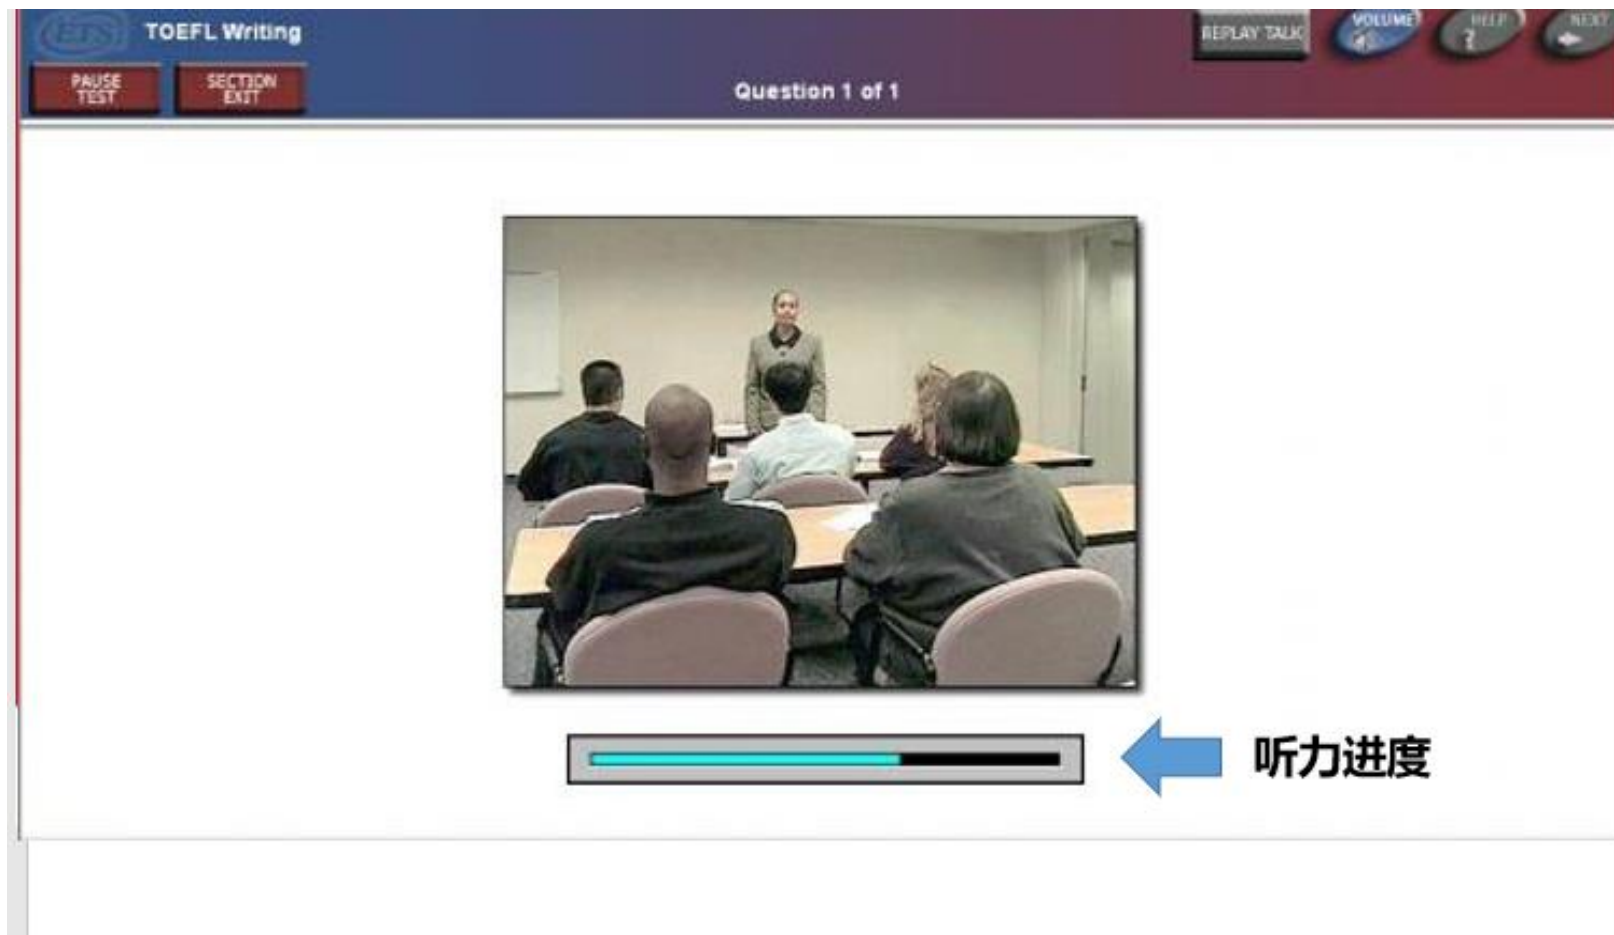 ETS
TOEFL Writing
REPLAY TALK
VOLUME
HELP
?
NEXT
PAUSE
TEST
SECTION
EXIT
Question 1 of 1
听力进度